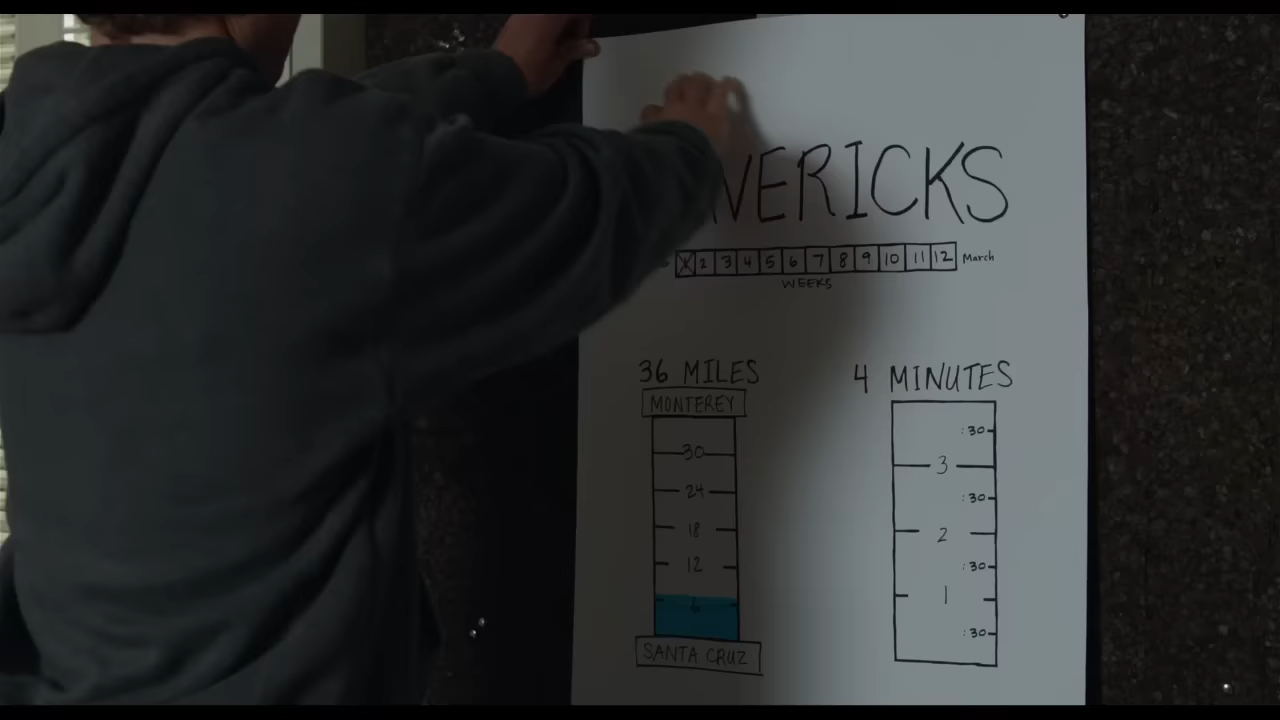 VERICKS
2 3 4 5 6 7 8 9 10 11 12 March
WEEKS
36 MILES
MONTEREY
30
24
18
12
6
SANTA CRUZ
4 MINUTES
:30
3
:30
2
:30
1
:30